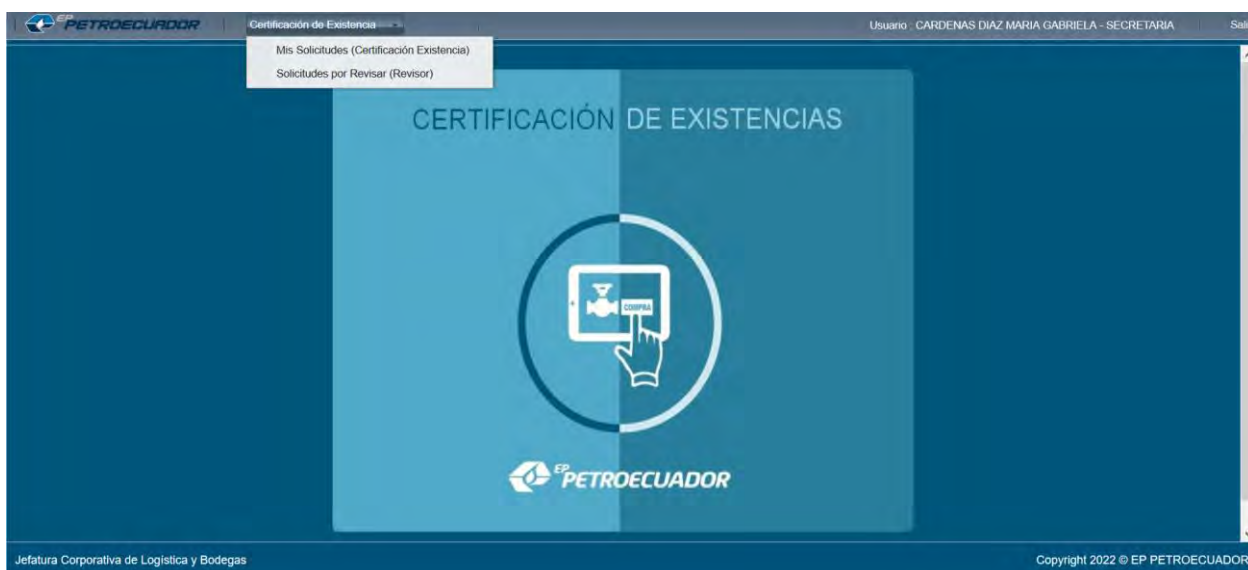 EP PETROECUADOR
Certificación de Existencia
Usuario : CARDENAS DIAZ MARIA GABRIELA - SECRETARIA
Mis Solicitudes (Certificación Existencia)
Solicitudes por Revisar (Revisor)
CERTIFICACIÓN DE EXISTENCIAS
COMPRA
EP PETROECUADOR
Jefatura Corporativa de Logística y Bodegas
Copyright 2022 © EP PETROECUADOR